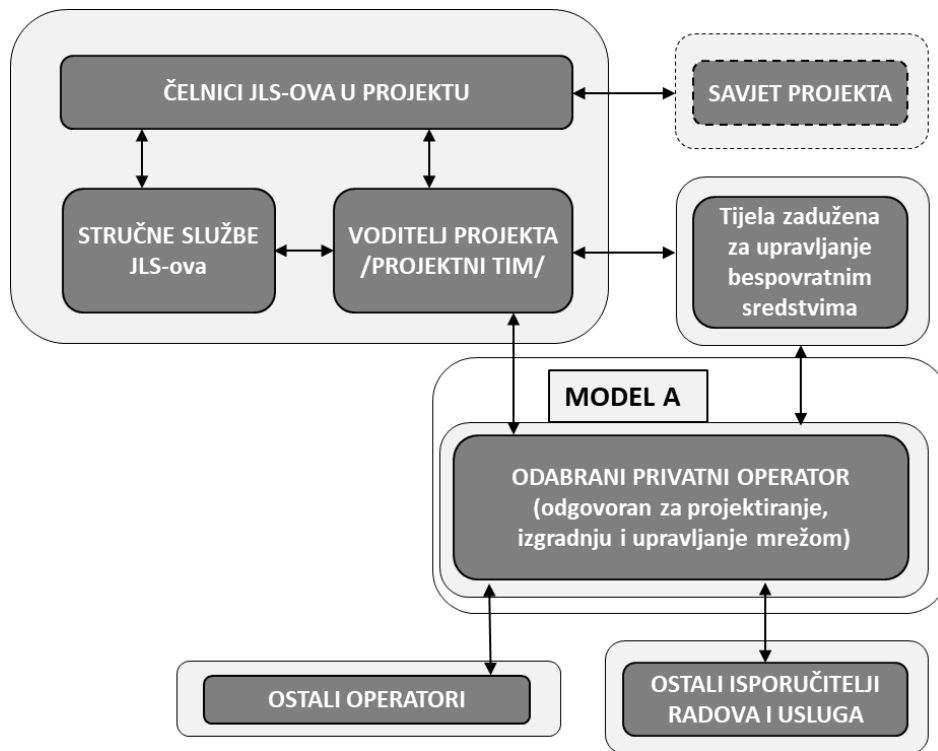 ČELNICI JLS-OVA U PROJEKTU
SAVJET PROJEKTA
STRUČNE SLUŽBE
JLS-ova
VODITELJ PROJEKTA
/PROJEKTNI TIM/
Tijela zadužena
za upravljanje
bespovratnim
sredstvima
MODEL A
ODABRANI PRIVATNI OPERATOR
(odgovoran za projektiranje,
izgradnju i upravljanje mrežom)
OSTALI OPERATORI
OSTALI ISPORUČITELJI
RADOVA I USLUGA